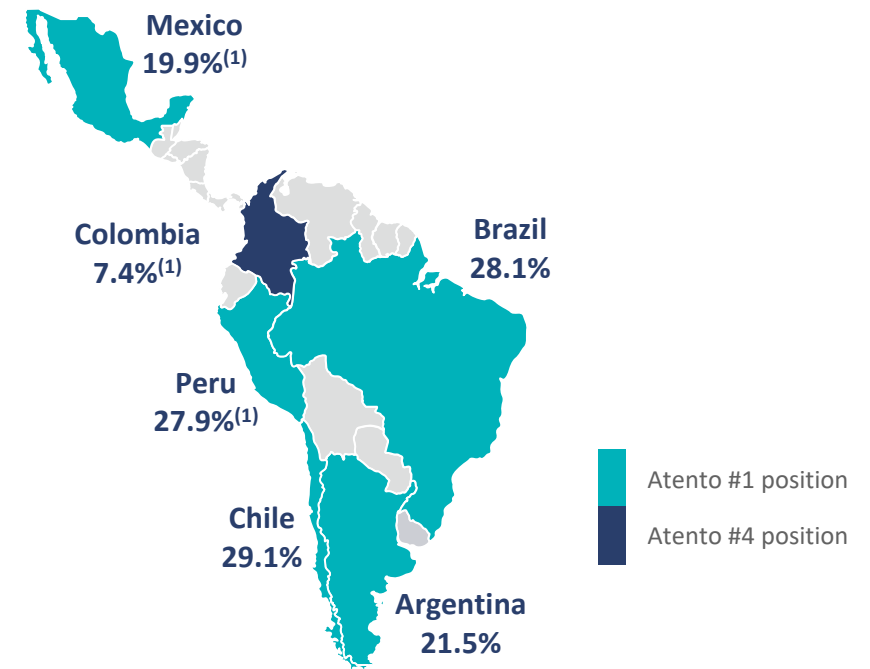 Mexico
19.9%(1)
Colombia
7.4%(1)
Brazil
28.1%
Peru
27.9%(1)
Chile
29.1%
Argentina
21.5%
Atento #1 position
Atento #4 position